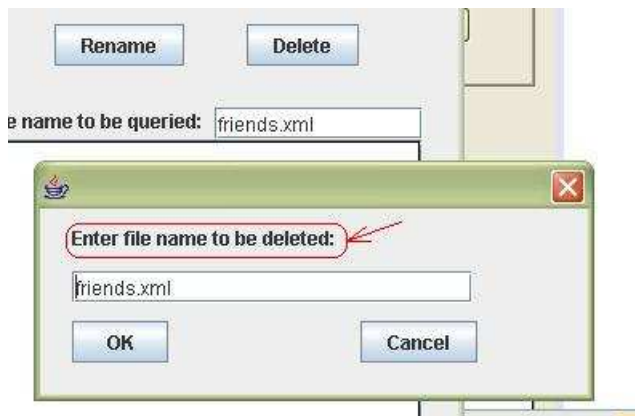 Rename Delete
e name to be queried: friends.xml
Enter file name to be deleted:
friends.xml
OK Cancel